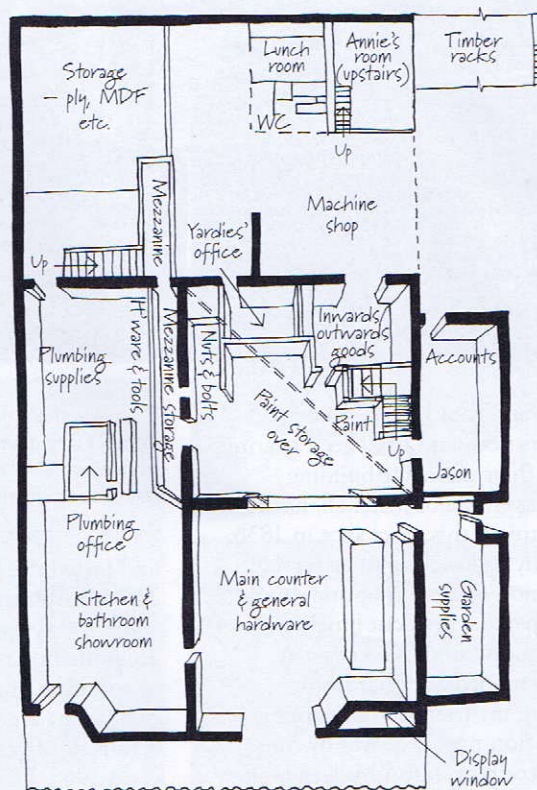 Storage
– ply, MDF
etc.
Lunch
room
Annie's
room
(upstairs)
Timber
racks
WC
Up
Mezzanine
Machine
shop
Yardies'
office
Up
Plumbing
supplies
H'ware & tools
Mezzanine storage
Nuts & bolts
Inwards/
outwards
goods
Paint storage
over
Paint
Up
Accounts
Jason
Plumbing
office
Kitchen &
bathroom
showroom
Main counter
& general
hardware
Garden
supplies
Display
window